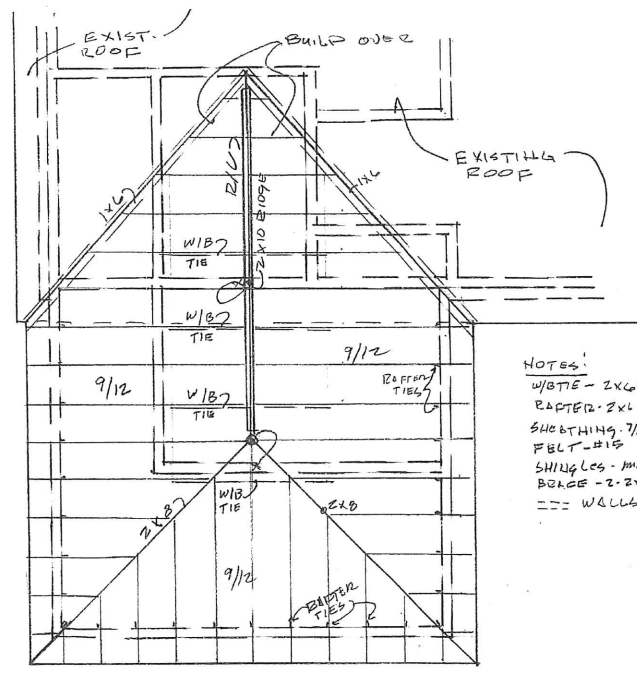 EXIST.
ROOF
BUILD OVER
EXISTING
ROOF
R/V
2X10 RIDGE
1X6
1X6
W/B
TIE
W/B
TIE
9/12
9/12
RAFTER
TIES
W/B
TIE
W/B
TIE
2X8
2X8
9/12
RAFTER
TIES
NOTES:
W/BTIE - 2X6
RAFTER - 2X6
SHEATHING - 7/
FELT - #15
SHINGLES -
BRACE - 2-2X
=== WALLS